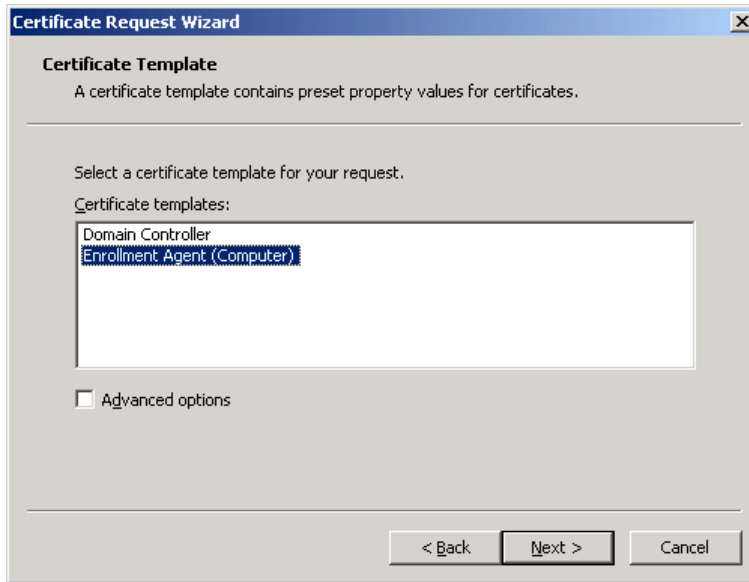 Certificate Request Wizard
Certificate Template
A certificate template contains preset property values for certificates.
Select a certificate template for your request.
Certificate templates:
Domain Controller
Enrollment Agent (Computer)
Advanced options
< Back Next > Cancel